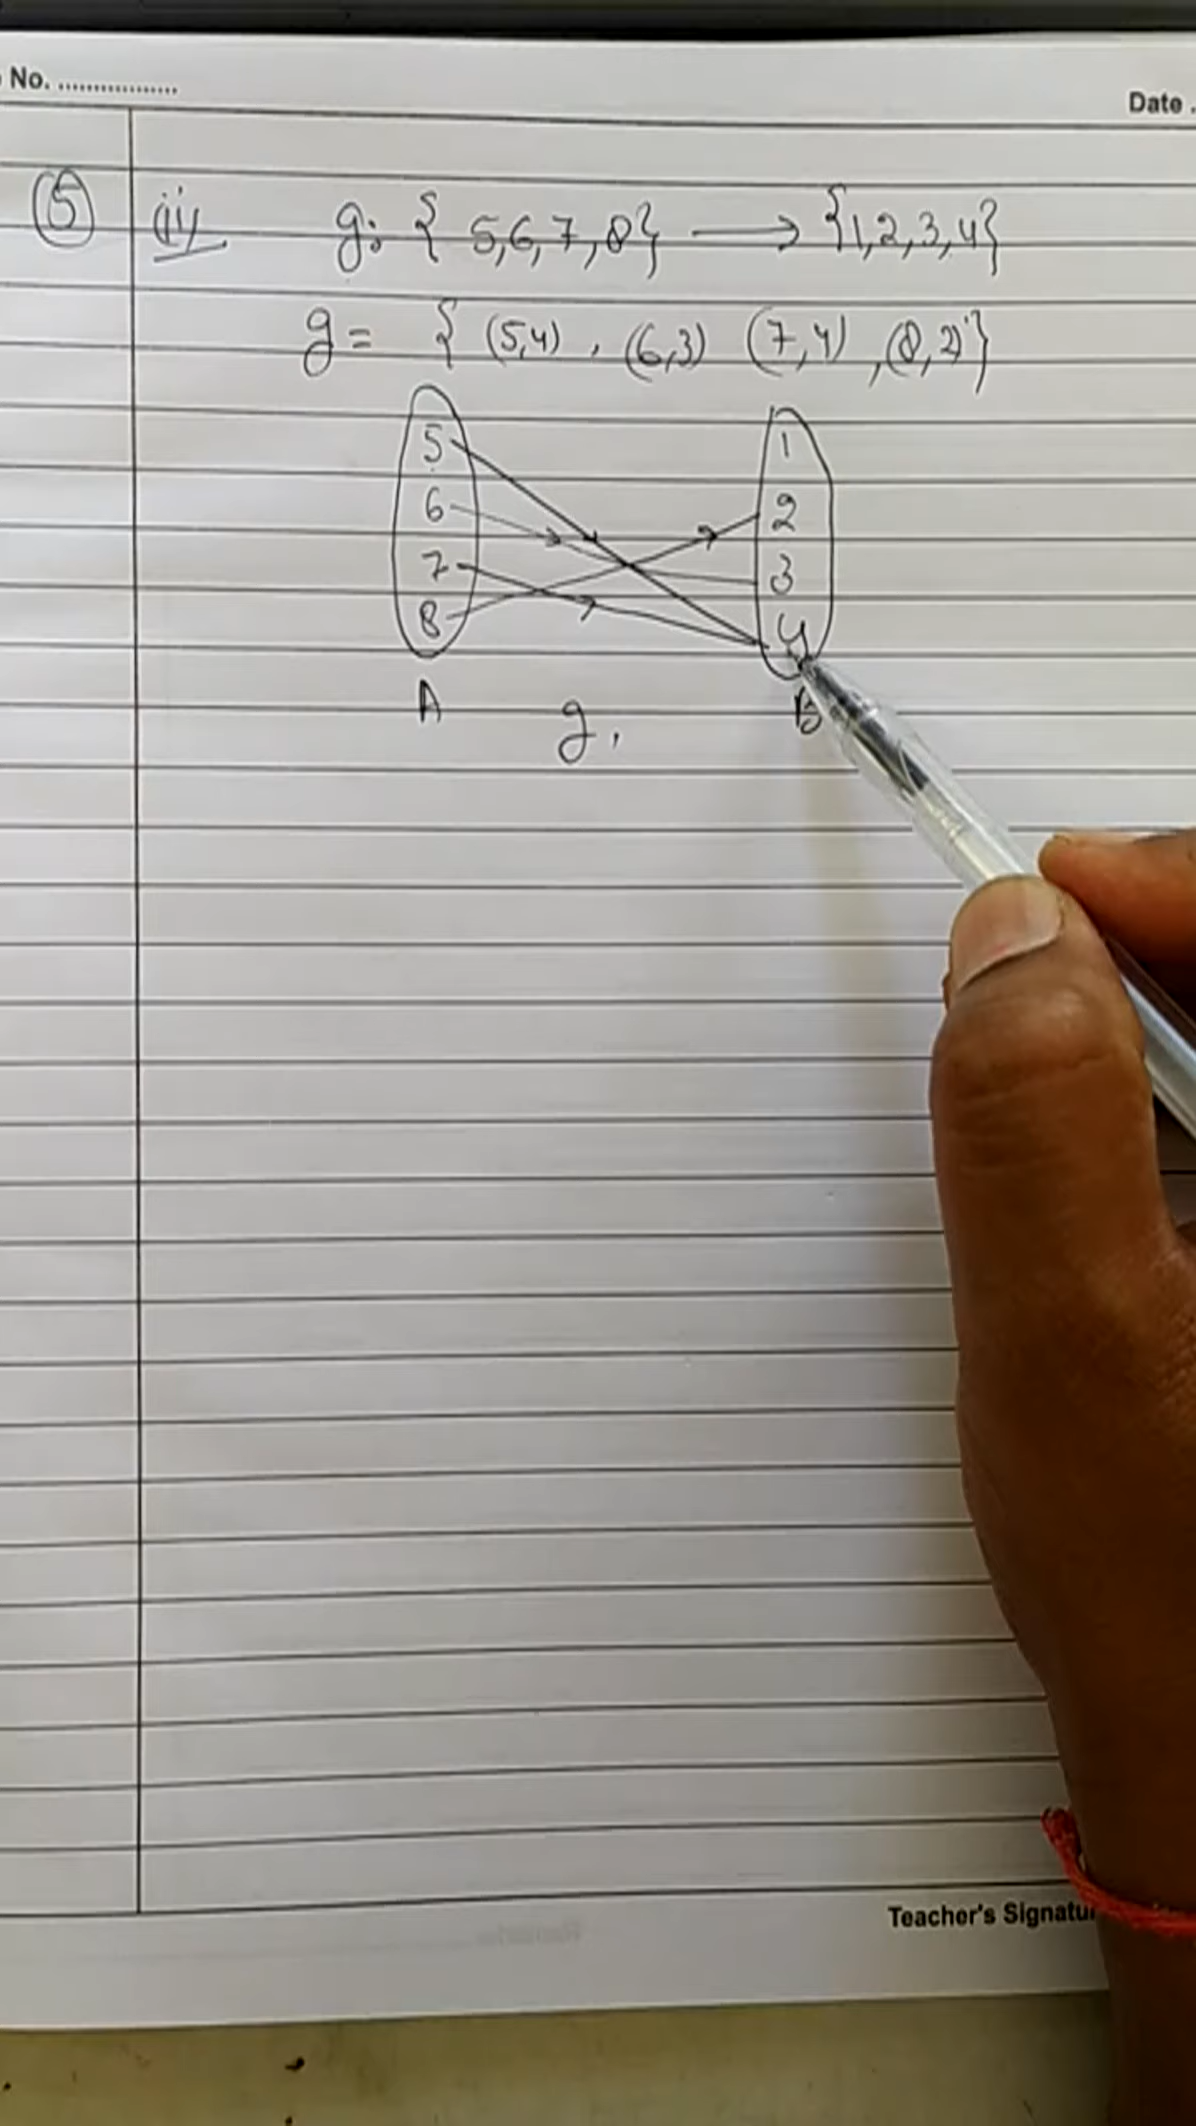 No. .................
Date .
5 (ii) g: { 5,6,7,8} ⟶ {1,2,3,4}
g = { (5,4) , (6,3) (7,4) , (8,2) }
5 1
6 2
7 3
8 4
A g, B
Teacher's Signatu